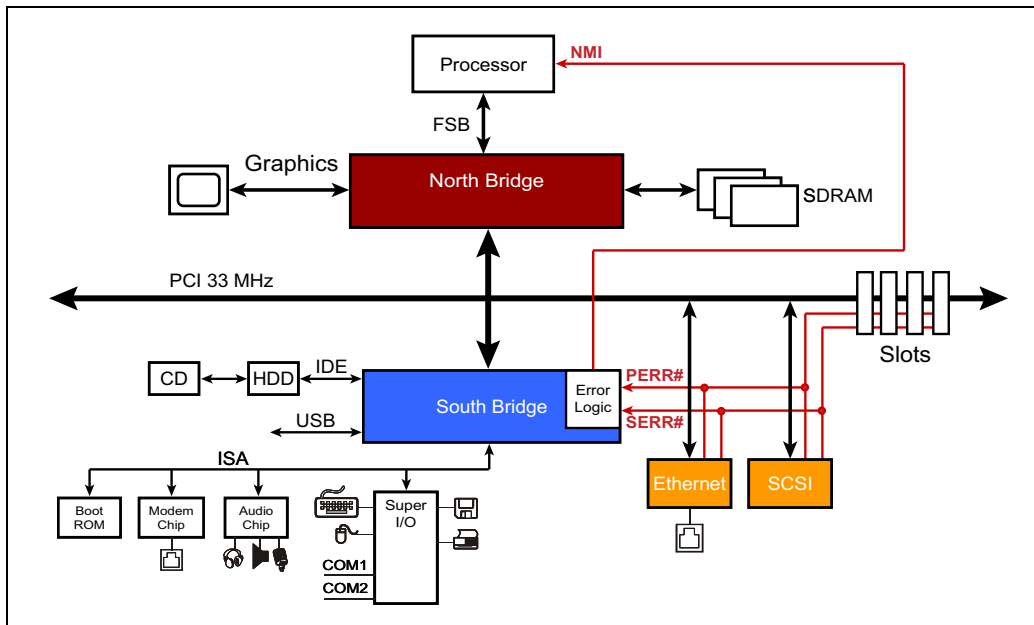 Processor
NMI
FSB
Graphics
North Bridge
SDRAM
PCI 33 MHz
Slots
CD
HDD
IDE
South Bridge
Error
Logic
PERR#
SERR#
USB
ISA
Ethernet
SCSI
Boot
ROM
Modem
Chip
Audio
Chip
Super
I/O
COM1
COM2